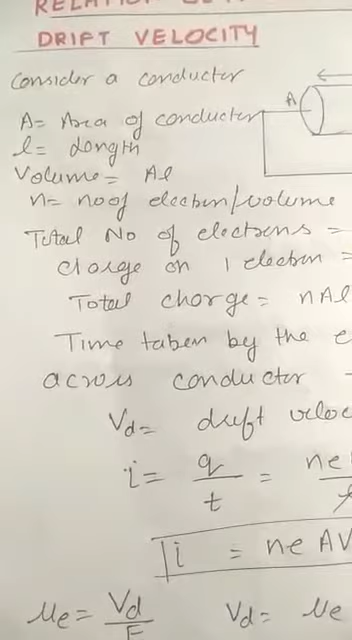 DRIFT VELOCITY
Consider a conductor
A
A= Area of conductor
l= Length
Volume= Al
n= no of electron/volume
Total No of electrons =
charge on 1 electron =
Total charge = nAl
Time taken by the e
across conductor
Vd= drift veloc
i = q/t = ne
i = ne AV
μe = Vd/E Vd = μe